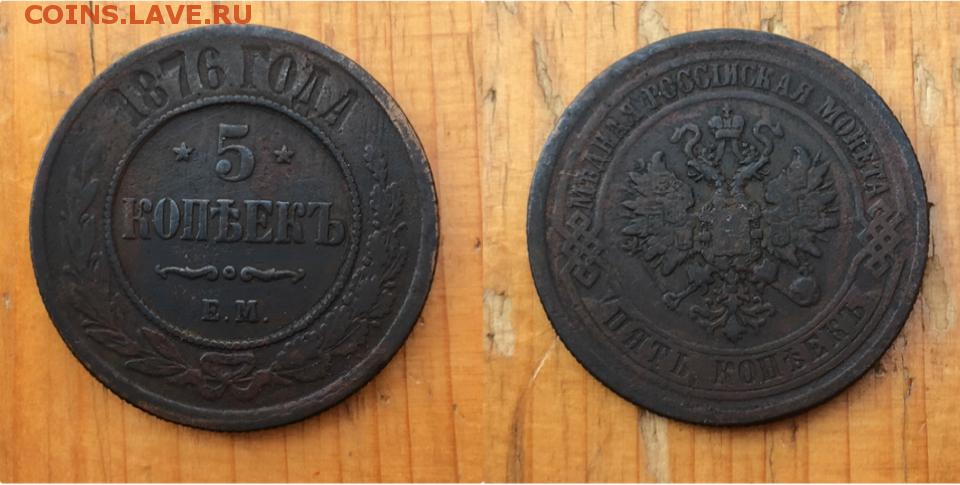 COINS.LAVE.RU
1876 ГОДА
5
КОПѢЕКЪ
Е.М.
МѢДНАЯ РОССІЙСКАЯ МОНЕТА
ПЯТЬ КОПѢЕКЪ